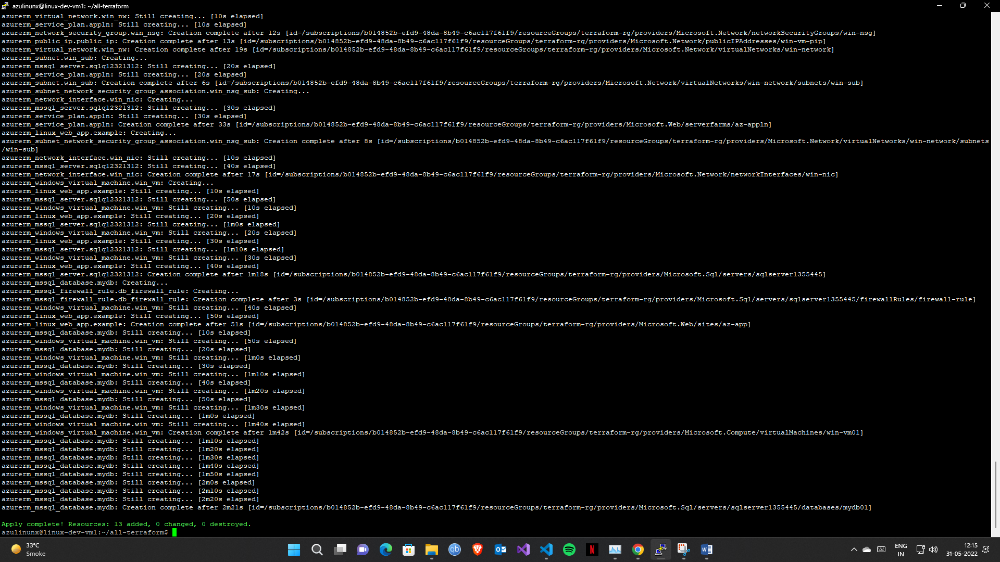 azulinunx@linux-dev-vm1: ~/all-terraform
azurerm_virtual_network.win_nw: Still creating... [10s elapsed]
azurerm_service_plan.appln: Still creating... [10s elapsed]
azurerm_network_security_group.win_nsg: Creation complete after 12s [id=/subscriptions/b014852b-efd9-48da-8b49-c6ac117f61f9/resourceGroups/terraform-rg/providers/Microsoft.Network/networkSecurityGroups/win-nsg]
azurerm_public_ip.public_ip: Creation complete after 13s [id=/subscriptions/b014852b-efd9-48da-8b49-c6ac117f61f9/resourceGroups/terraform-rg/providers/Microsoft.Network/publicIPAddresses/win-vm-pip]
azurerm_virtual_network.win_nw: Creation complete after 19s [id=/subscriptions/b014852b-efd9-48da-8b49-c6ac117f61f9/resourceGroups/terraform-rg/providers/Microsoft.Network/virtualNetworks/win-network]
azurerm_subnet.win_sub: Creating...
azurerm_mssql_server.sqlq12321312: Still creating... [20s elapsed]
azurerm_service_plan.appln: Still creating... [20s elapsed]
azurerm_subnet.win_sub: Creation complete after 6s [id=/subscriptions/b014852b-efd9-48da-8b49-c6ac117f61f9/resourceGroups/terraform-rg/providers/Microsoft.Network/virtualNetworks/win-network/subnets/win-sub]
azurerm_subnet_network_security_group_association.win_nsg_sub: Creating...
azurerm_network_interface.win_nic: Creating...
azurerm_mssql_server.sqlq12321312: Still creating... [30s elapsed]
azurerm_service_plan.appln: Still creating... [30s elapsed]
azurerm_service_plan.appln: Creation complete after 33s [id=/subscriptions/b014852b-efd9-48da-8b49-c6ac117f61f9/resourceGroups/terraform-rg/providers/Microsoft.Web/serverfarms/az-appln]
azurerm_linux_web_app.example: Creating...
azurerm_subnet_network_security_group_association.win_nsg_sub: Creation complete after 8s [id=/subscriptions/b014852b-efd9-48da-8b49-c6ac117f61f9/resourceGroups/terraform-rg/providers/Microsoft.Network/virtualNetworks/win-network/subnets
/win-sub]
azurerm_network_interface.win_nic: Still creating... [10s elapsed]
azurerm_mssql_server.sqlq12321312: Still creating... [40s elapsed]
azurerm_network_interface.win_nic: Creation complete after 17s [id=/subscriptions/b014852b-efd9-48da-8b49-c6ac117f61f9/resourceGroups/terraform-rg/providers/Microsoft.Network/networkInterfaces/win-nic]
azurerm_windows_virtual_machine.win_vm: Creating...
azurerm_linux_web_app.example: Still creating... [10s elapsed]
azurerm_mssql_server.sqlq12321312: Still creating... [50s elapsed]
azurerm_windows_virtual_machine.win_vm: Still creating... [10s elapsed]
azurerm_linux_web_app.example: Still creating... [20s elapsed]
azurerm_mssql_server.sqlq12321312: Still creating... [1m0s elapsed]
azurerm_windows_virtual_machine.win_vm: Still creating... [20s elapsed]
azurerm_linux_web_app.example: Still creating... [30s elapsed]
azurerm_mssql_server.sqlq12321312: Still creating... [1m10s elapsed]
azurerm_windows_virtual_machine.win_vm: Still creating... [30s elapsed]
azurerm_linux_web_app.example: Still creating... [40s elapsed]
azurerm_mssql_server.sqlq12321312: Creation complete after 1m18s [id=/subscriptions/b014852b-efd9-48da-8b49-c6ac117f61f9/resourceGroups/terraform-rg/providers/Microsoft.Sql/servers/sqlserver1355445]
azurerm_mssql_database.mydb: Creating...
azurerm_mssql_firewall_rule.db_firewall_rule: Creating...
azurerm_mssql_firewall_rule.db_firewall_rule: Creation complete after 3s [id=/subscriptions/b014852b-efd9-48da-8b49-c6ac117f61f9/resourceGroups/terraform-rg/providers/Microsoft.Sql/servers/sqlserver1355445/firewallRules/firewall-rule]
azurerm_windows_virtual_machine.win_vm: Still creating... [40s elapsed]
azurerm_linux_web_app.example: Still creating... [50s elapsed]
azurerm_linux_web_app.example: Creation complete after 51s [id=/subscriptions/b014852b-efd9-48da-8b49-c6ac117f61f9/resourceGroups/terraform-rg/providers/Microsoft.Web/sites/az-app]
azurerm_mssql_database.mydb: Still creating... [10s elapsed]
azurerm_windows_virtual_machine.win_vm: Still creating... [50s elapsed]
azurerm_mssql_database.mydb: Still creating... [20s elapsed]
azurerm_windows_virtual_machine.win_vm: Still creating... [1m0s elapsed]
azurerm_mssql_database.mydb: Still creating... [30s elapsed]
azurerm_windows_virtual_machine.win_vm: Still creating... [1m10s elapsed]
azurerm_mssql_database.mydb: Still creating... [40s elapsed]
azurerm_windows_virtual_machine.win_vm: Still creating... [1m20s elapsed]
azurerm_mssql_database.mydb: Still creating... [50s elapsed]
azurerm_windows_virtual_machine.win_vm: Still creating... [1m30s elapsed]
azurerm_mssql_database.mydb: Still creating... [1m0s elapsed]
azurerm_windows_virtual_machine.win_vm: Still creating... [1m40s elapsed]
azurerm_windows_virtual_machine.win_vm: Creation complete after 1m42s [id=/subscriptions/b014852b-efd9-48da-8b49-c6ac117f61f9/resourceGroups/terraform-rg/providers/Microsoft.Compute/virtualMachines/win-vm01]
azurerm_mssql_database.mydb: Still creating... [1m10s elapsed]
azurerm_mssql_database.mydb: Still creating... [1m20s elapsed]
azurerm_mssql_database.mydb: Still creating... [1m30s elapsed]
azurerm_mssql_database.mydb: Still creating... [1m40s elapsed]
azurerm_mssql_database.mydb: Still creating... [1m50s elapsed]
azurerm_mssql_database.mydb: Still creating... [2m0s elapsed]
azurerm_mssql_database.mydb: Still creating... [2m10s elapsed]
azurerm_mssql_database.mydb: Still creating... [2m20s elapsed]
azurerm_mssql_database.mydb: Creation complete after 2m21s [id=/subscriptions/b014852b-efd9-48da-8b49-c6ac117f61f9/resourceGroups/terraform-rg/providers/Microsoft.Sql/servers/sqlserver1355445/databases/mydb01]
Apply complete! Resources: 13 added, 0 changed, 0 destroyed.
azulinunx@linux-dev-vm1:~/all-terraform$
33°C
Smoke
qb
N
ENG
IN
12:15
31-05-2022